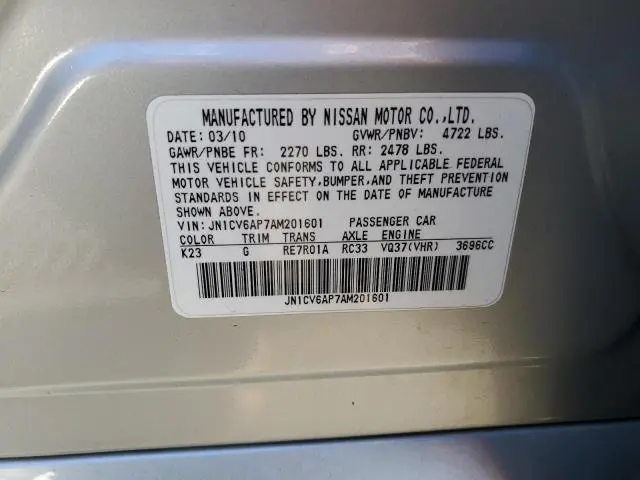 MANUFACTURED BY NISSAN MOTOR CO.,LTD.
DATE: 03/10 GVWR/PNBV: 4722 LBS.
GAWR/PNBE FR: 2270 LBS. RR: 2478 LBS.
THIS VEHICLE CONFORMS TO ALL APPLICABLE FEDERAL
MOTOR VEHICLE SAFETY,BUMPER,AND THEFT PREVENTION
STANDARDS IN EFFECT ON THE DATE OF MANUFACTURE
SHOWN ABOVE.
VIN: JN1CV6AP7AM201601 PASSENGER CAR
COLOR TRIM TRANS AXLE ENGINE
K23 G RE7R01A RC33 VQ37(VHR) 3696CC
JN1CV6AP7AM201601